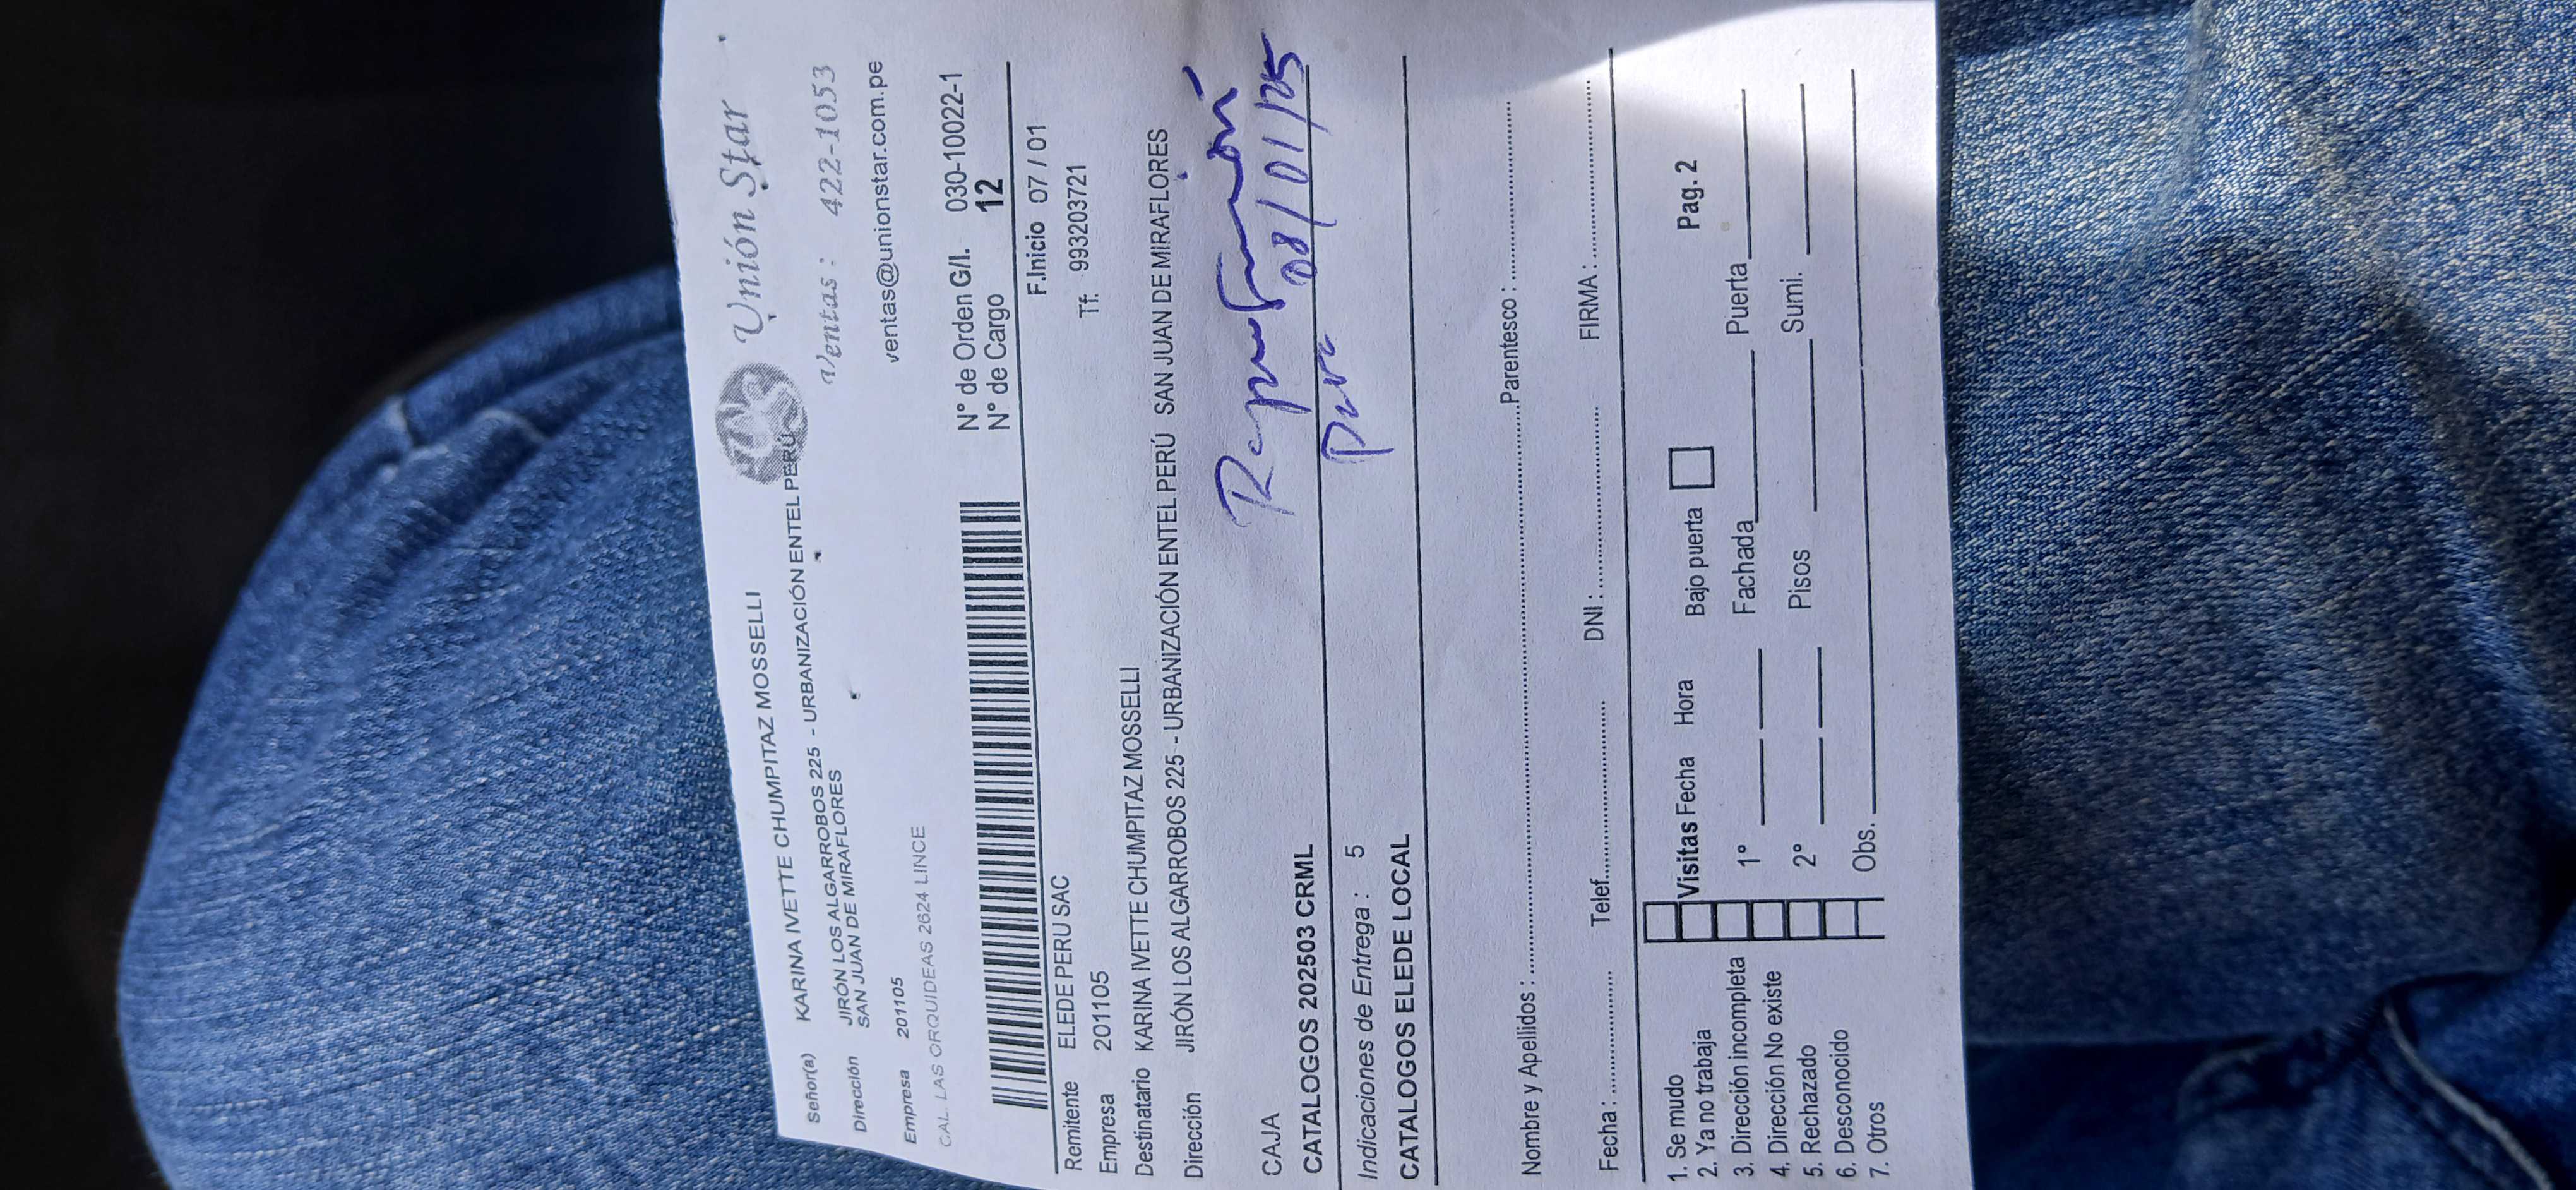 Unión Star
Ventas: 422-1053
ventas@unionstar.com.pe
Señor(a) KARINA IVETTE CHUMPITAZ MOSSELLI
Dirección JIRÓN LOS ALGARROBOS 225 - URBANIZACIÓN ENTEL PERÚ
SAN JUAN DE MIRAFLORES
Empresa 201105
CAL. LAS ORQUIDEAS 2624 LINCE
N° de Orden G/I. 030-10022-1
N° de Cargo 12
F.Inicio 07 / 01
Remitente ELEDE PERU SAC
Empresa 201105 Tf. 993203721
Destinatario KARINA IVETTE CHUMPITAZ MOSSELLI
Dirección JIRÓN LOS ALGARROBOS 225 - URBANIZACIÓN ENTEL PERÚ SAN JUAN DE MIRAFLORES
CAJA
CATALOGOS 202503 CRML
08/01/25
Indicaciones de Entrega : 5
para
CATALOGOS ELEDE LOCAL
Nombre y Apellidos : Parentesco :
Fecha : Telef. DNI : FIRMA :
1. Se mudo
2. Ya no trabaja
3. Dirección incompleta
4. Dirección No existe
5. Rechazado
6. Desconocido
7. Otros
Visitas Fecha Hora Bajo puerta Pag. 2
1° Fachada Puerta
2° Pisos Sumi.
Obs.